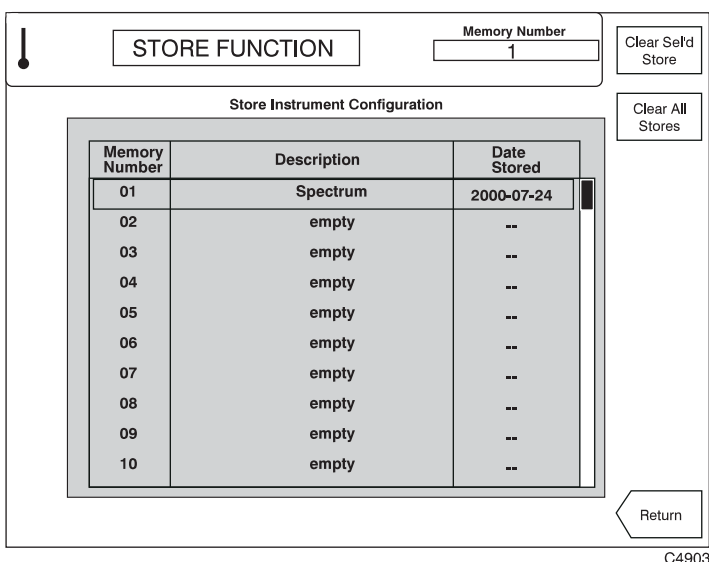 STORE FUNCTION
Memory Number
1
Clear Sel'd
Store
Clear All
Stores
Store Instrument Configuration
Memory Number Description Date Stored
01 Spectrum 2000-07-24
02 empty --
03 empty --
04 empty --
05 empty --
06 empty --
07 empty --
08 empty --
09 empty --
10 empty --
Return
C4903